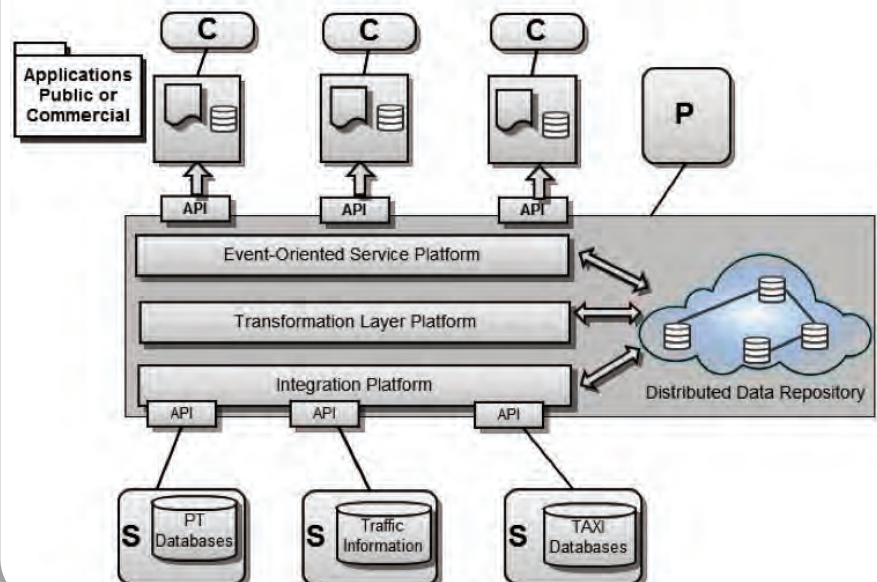 C
C
C
Applications
Public or
Commercial
P
API
API
API
Event-Oriented Service Platform
Transformation Layer Platform
Integration Platform
Distributed Data Repository
API
API
API
S
PT
Databases
S
Traffic
Information
S
TAXI
Databases